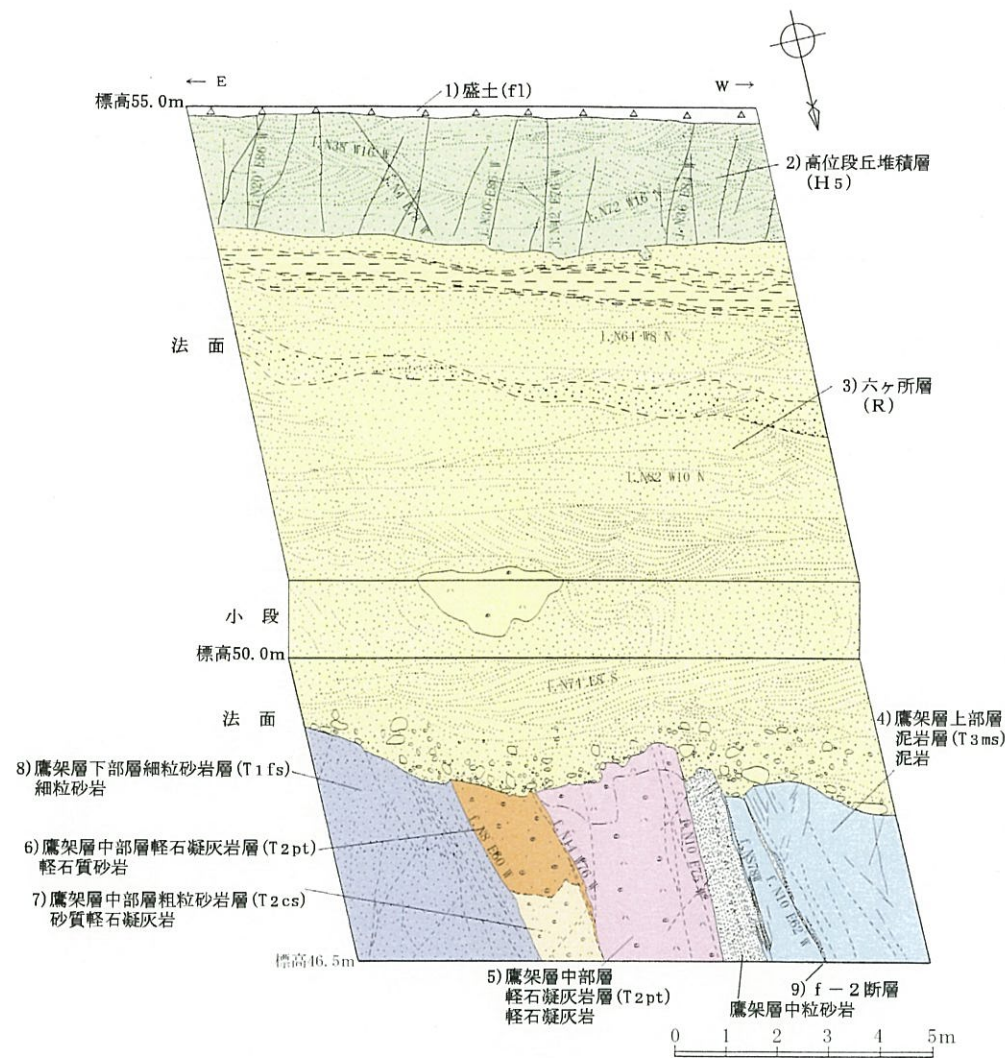 ← E
W →
標高55.0m
1)盛土(fl)
2)高位段丘堆積層
(H5)
法 面
3)六ヶ所層
(R)
L.N64 W8 N
L.N82 W10 N
小 段
標高50.0m
L.N74 E8 S
法 面
4)鷹架層上部層
泥岩層(T3ms)
泥岩
8)鷹架層下部層細粒砂岩層(T1fs)
細粒砂岩
6)鷹架層中部層軽石凝灰岩層(T2pt)
軽石質砂岩
7)鷹架層中部層粗粒砂岩層(T2cs)
砂質軽石凝灰岩
標高46.5m
5)鷹架層中部層
軽石凝灰岩層(T2pt)
軽石凝灰岩
9)f-2断層
鷹架層中粒砂岩
0 1 2 3 4 5m